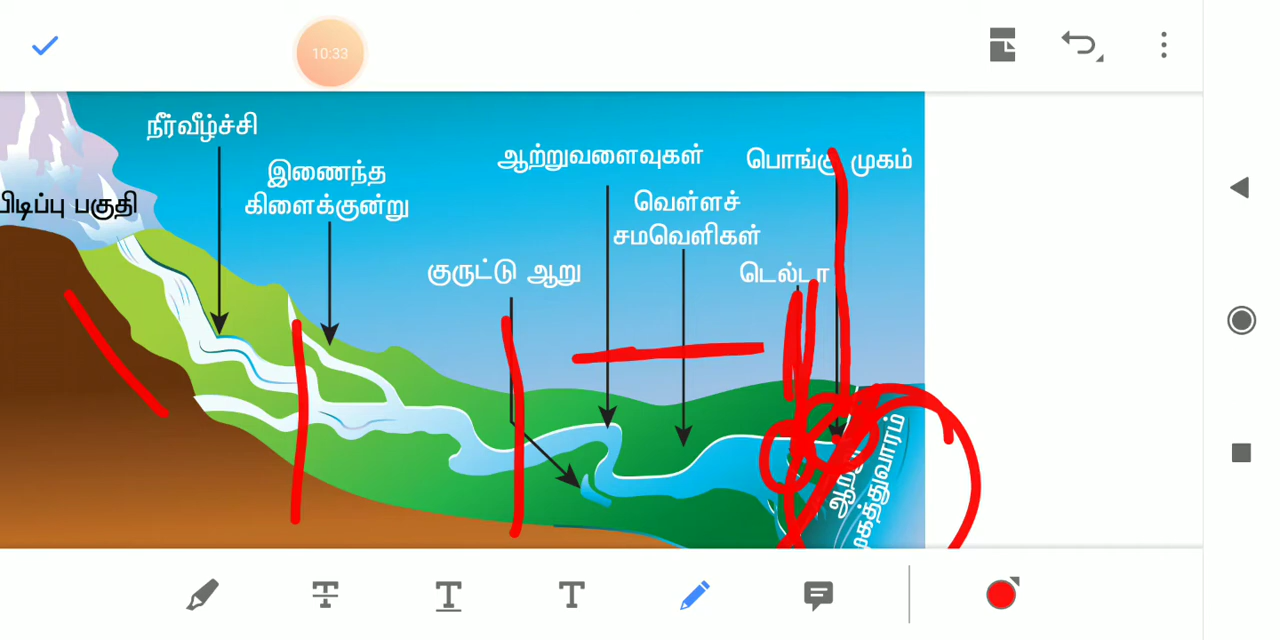 10:33
நீர்வீழ்ச்சி
இணைந்த
கிளைக்குன்று
ஆற்றுவளைவுகள்
பொங்கு முகம்
வெள்ளச்
சமவெளிகள்
பிடிப்பு பகுதி
குருட்டு ஆறு
டெல்டா